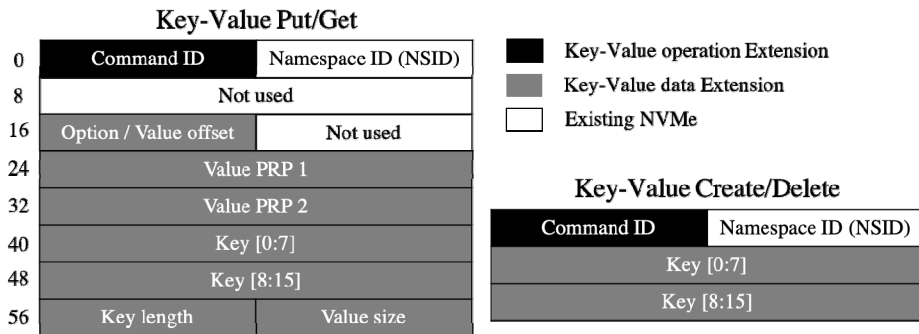 Key-Value Put/Get
0 Command ID Namespace ID (NSID)
8 Not used
16 Option / Value offset Not used
24 Value PRP 1
32 Value PRP 2
40 Key [0:7]
48 Key [8:15]
56 Key length Value size
Key-Value operation Extension
Key-Value data Extension
Existing NVMe
Key-Value Create/Delete
Command ID Namespace ID (NSID)
Key [0:7]
Key [8:15]